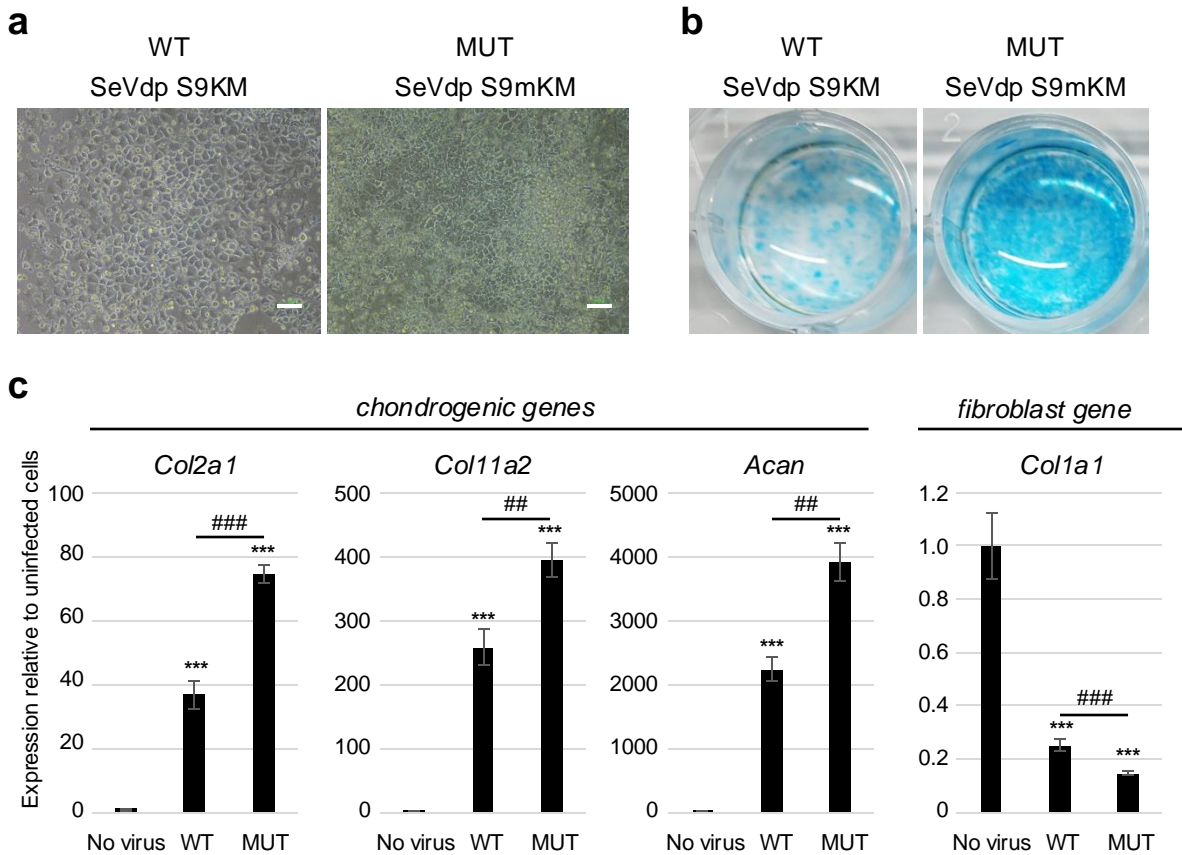 a
WT
MUT
SeVdp S9KM
SeVdp S9mKM
b
WT
MUT
SeVdp S9KM
SeVdp S9mKM
1
2
c
chondrogenic genes
fibroblast gene
Expression relative to uninfected cells
Col2a1
100
80
60
40
20
0
###
***
***
No virus WT MUT
Col11a2
500
400
300
200
100
0
##
***
***
No virus WT MUT
Acan
5000
4000
3000
2000
1000
0
##
***
***
No virus WT MUT
Col1a1
1.2
1.0
0.8
0.6
0.4
0.2
0
###
***
***
No virus WT MUT